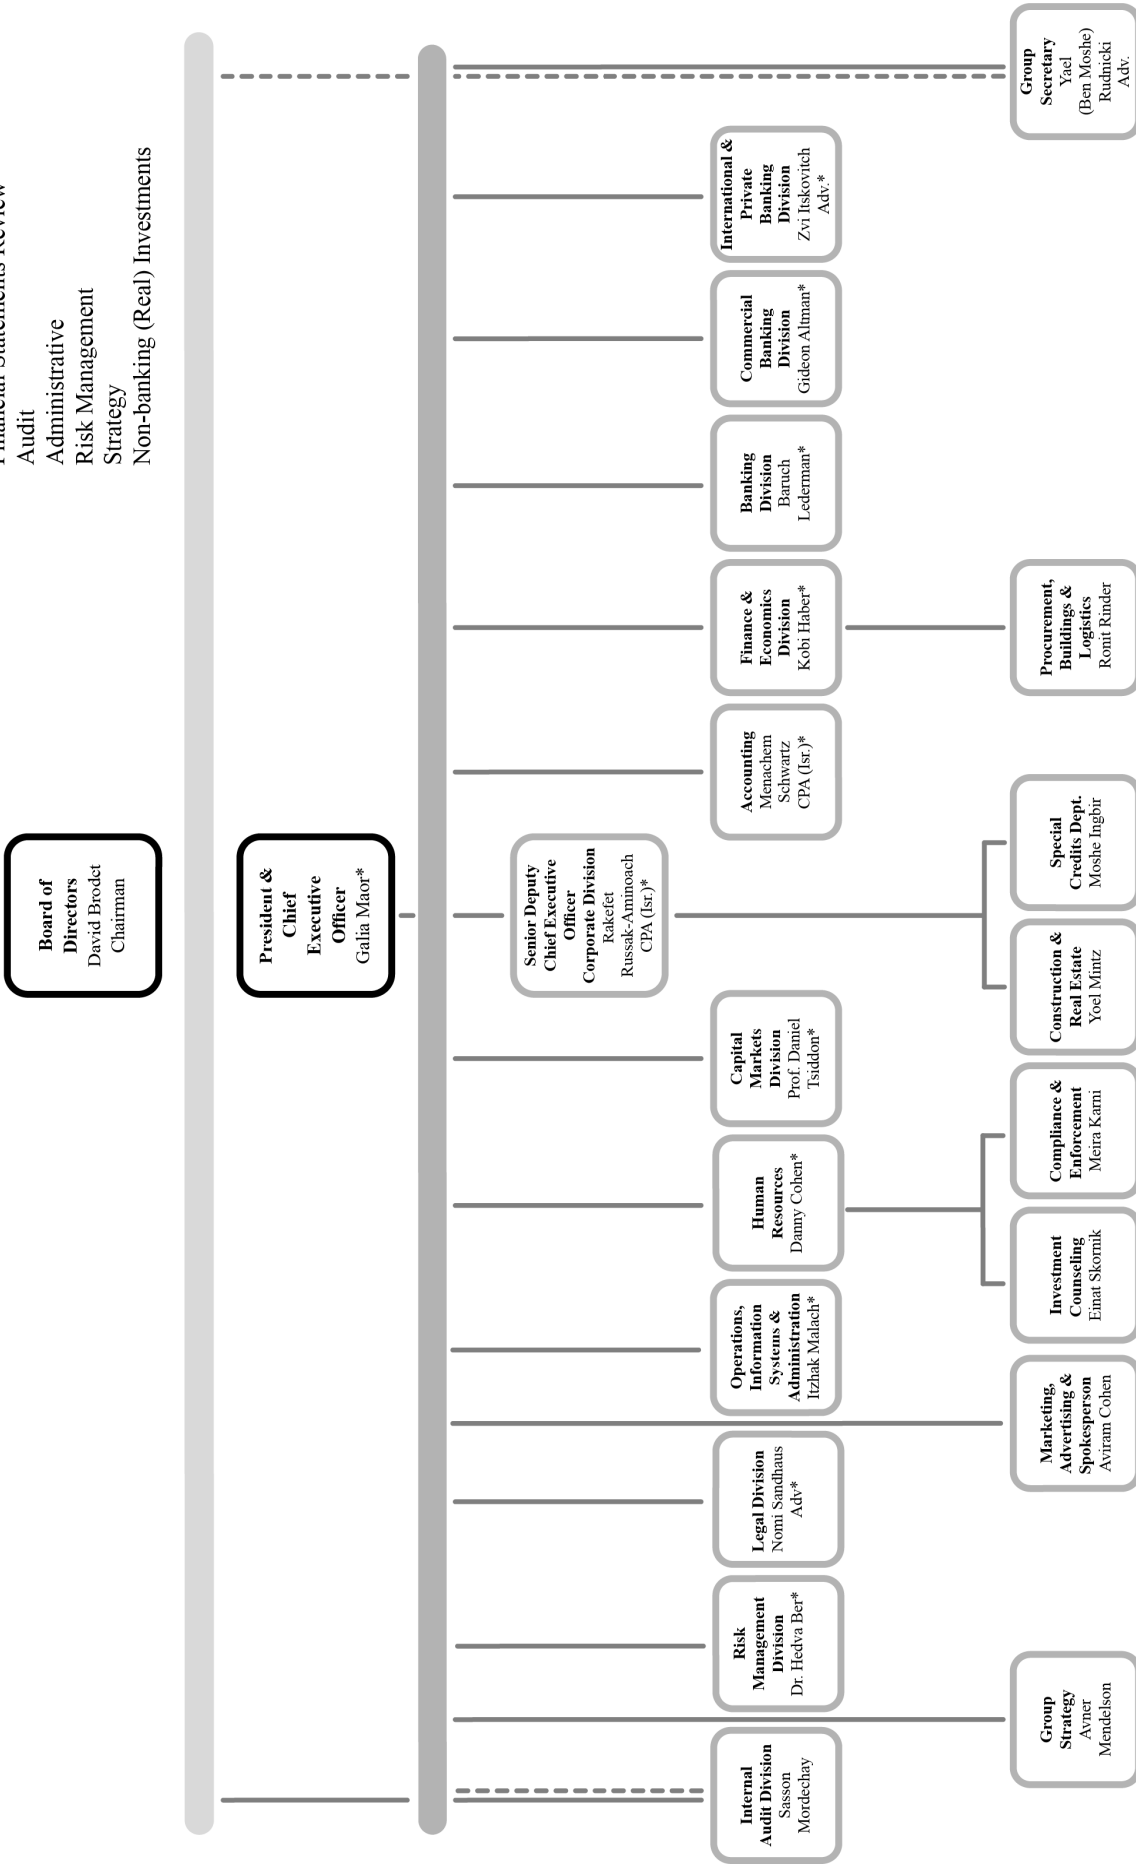 Board of
Directors
David Brodet
Chairman
Financial Statements Review
Audit
Administrative
Risk Management
Strategy
Non-banking (Real) Investments
President &
Chief
Executive
Officer
Galia Maor*
Senior Deputy
Chief Executive
Officer
Corporate Division
Rakefet
Russak-Aminoach
CPA (Isr.)*
Internal
Audit Division
Sasson
Mordechay
Risk
Management
Division
Dr. Hedva Ber*
Legal Division
Nomi Sandhaus
Adv*
Operations,
Information
Systems &
Administration
Itzhak Malach*
Human
Resources
Danny Cohen*
Capital
Markets
Division
Prof. Daniel
Tsiddon*
Accounting
Menachem
Schwartz
CPA (Isr.)*
Finance &
Economics
Division
Kobi Haber*
Banking
Division
Baruch
Lederman*
Commercial
Banking
Division
Gideon Altman*
International &
Private
Banking
Division
Zvi Itskovitch
Adv.*
Group
Strategy
Avner
Mendelson
Marketing,
Advertising &
Spokesperson
Aviram Cohen
Investment
Counseling
Einat Skornik
Compliance &
Enforcement
Meira Karni
Construction &
Real Estate
Yoel Mintz
Special
Credits Dept.
Moshe Ingbir
Procurement,
Buildings &
Logistics
Ronit Rinder
Group
Secretary
Yael
(Ben Moshe)
Rudnicki
Adv.